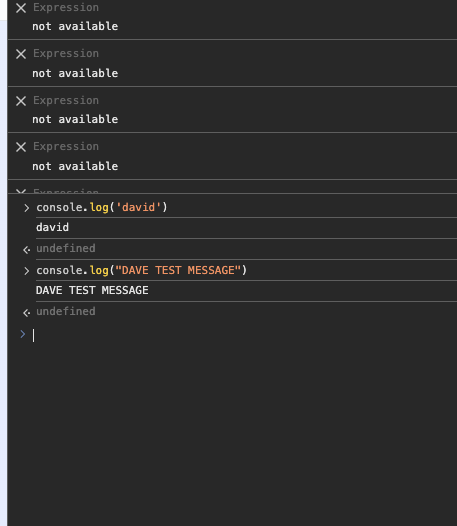 Expression
not available
Expression
not available
Expression
not available
Expression
not available
Expression
console.log('david')
david
undefined
console.log("DAVE TEST MESSAGE")
DAVE TEST MESSAGE
undefined